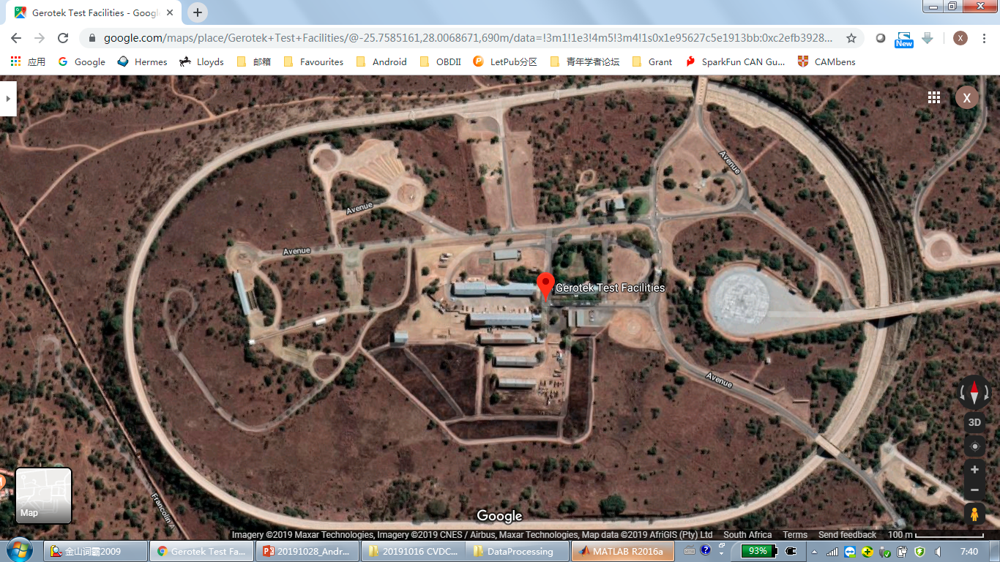 Gerotek Test Facilities - Googl
google.com/maps/place/Gerotek+Test+Facilities/@-25.7585161,28.0068671,690m/data=!3m1!1e3!4m5!3m4!1s0x1e95627c5e1913bb:0xc2efb3928...
New
X
应用 Google Hermes Lloyds 邮箱 Favourites Android OBDII LetPub分区 青年学者论坛 Grant SparkFun CAN Gu... CAMbens
X
Avenue
Avenue
Avenue
Gerotek Test Facilities
Avenue
3D
Map
Francolin A
Google
Imagery ©2019 Maxar Technologies, Imagery ©2019 CNES / Airbus, Maxar Technologies, Map data ©2019 AfriGIS (Pty) Ltd South Africa Terms Send feedback 100 m
金山词霸2009 Gerotek Test Fa... 20191028_Andr... 20191016 CVDC... DataProcessing MATLAB R2016a 93% 7:40